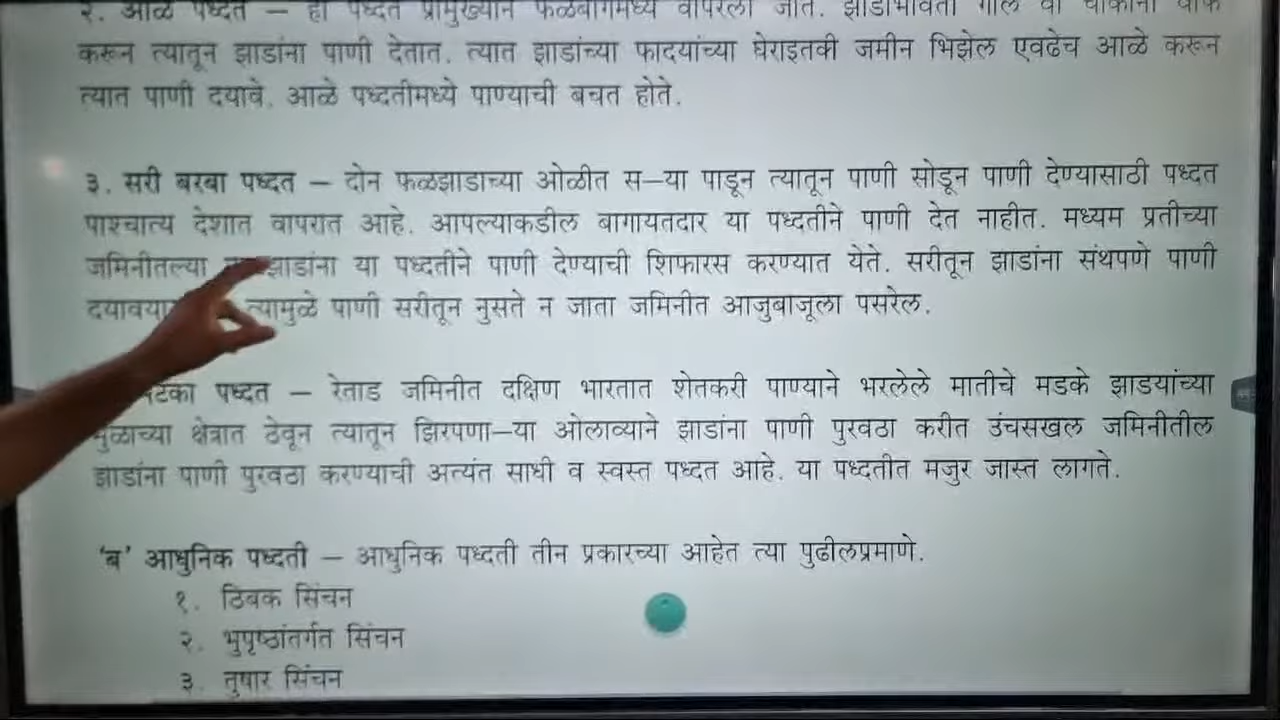 २. आळे पध्दत – ही पध्दत प्रामुख्याने फळबागेमध्ये वापरली जाते. झाडाभोवती गोल वा चौकोनी वाफे
करून त्यातून झाडांना पाणी देतात. त्यात झाडांच्या फादयांच्या घेराइतकी जमीन भिझेल एवढेच आळे करून
त्यात पाणी दयावे. आळे पध्दतीमध्ये पाण्याची बचत होते.
३. सरी बरबा पध्दत – दोन फळझाडाच्या ओळीत स–या पाडून त्यातून पाणी सोडून पाणी देण्यासाठी पध्दत
पाश्चात्य देशात वापरात आहे. आपल्याकडील बागायतदार या पध्दतीने पाणी देत नाहीत. मध्यम प्रतीच्या
जमिनीतल्या झाडांना या पध्दतीने पाणी देण्याची शिफारस करण्यात येते. सरीतून झाडांना संथपणे पाणी
दयावया त्यामुळे पाणी सरीतून नुसते न जाता जमिनीत आजुबाजूला पसरेल.
पध्दत – रेताड जमिनीत दक्षिण भारतात शेतकरी पाण्याने भरलेले मातीचे मडके झाडयांच्या
मुळाच्या क्षेत्रात ठेवून त्यातून झिरपणा–या ओलाव्याने झाडांना पाणी पुरवठा करीत उंचसखल जमिनीतील
झाडांना पाणी पुरवठा करण्याची अत्यंत साधी व स्वस्त पध्दत आहे. या पध्दतीत मजुर जास्त लागते.
'ब' आधुनिक पध्दती – आधुनिक पध्दती तीन प्रकारच्या आहेत त्या पुढीलप्रमाणे.
१. ठिबक सिंचन
२. भुपृष्ठांतर्गत सिंचन
३. तुषार सिंचन